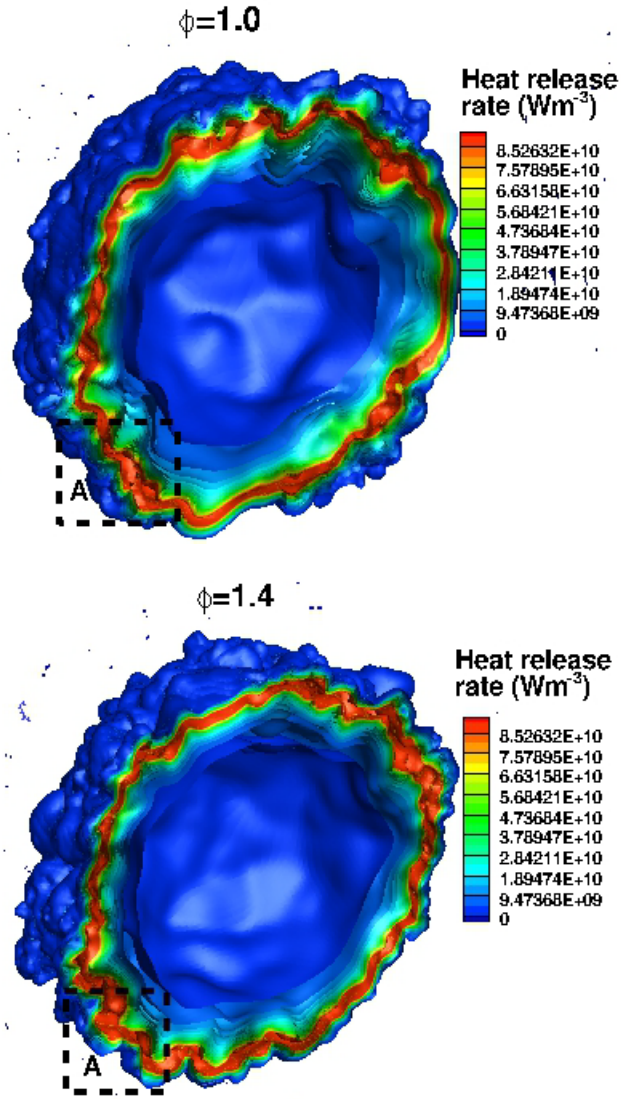 ϕ=1.0
Heat release
rate (Wm⁻³)
8.52632E+10
7.57895E+10
6.63158E+10
5.68421E+10
4.73684E+10
3.78947E+10
2.84211E+10
1.89474E+10
9.47368E+09
0
A
ϕ=1.4
Heat release
rate (Wm⁻³)
8.52632E+10
7.57895E+10
6.63158E+10
5.68421E+10
4.73684E+10
3.78947E+10
2.84211E+10
1.89474E+10
9.47368E+09
0
A